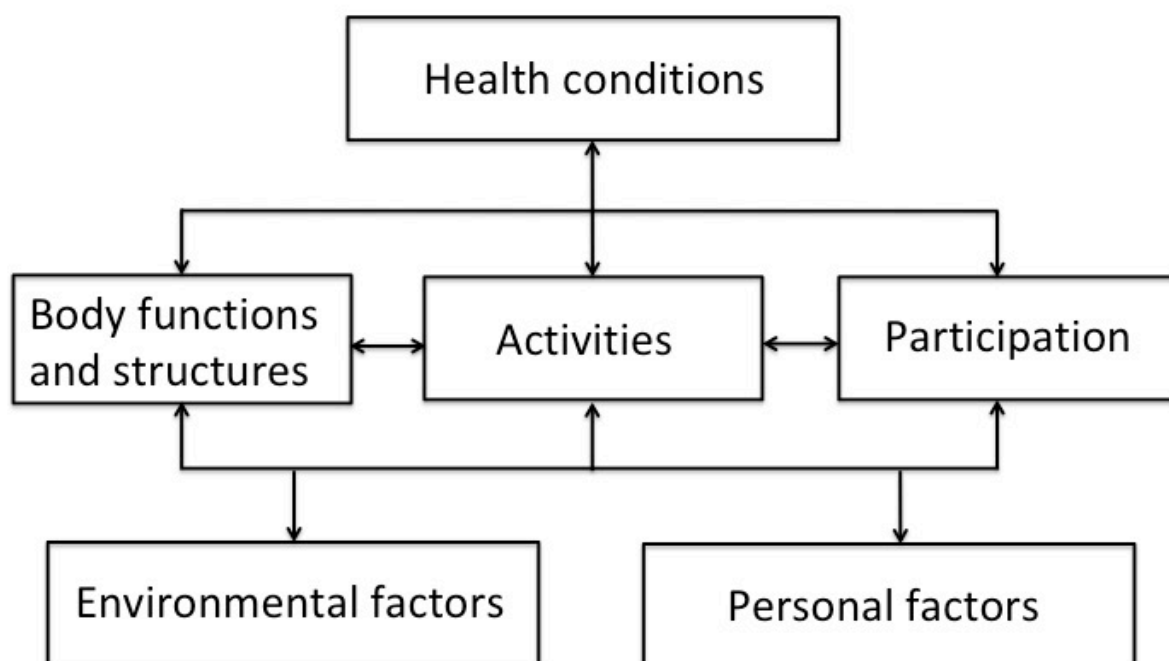 Health conditions
Body functions
and structures
Activities
Participation
Environmental factors
Personal factors